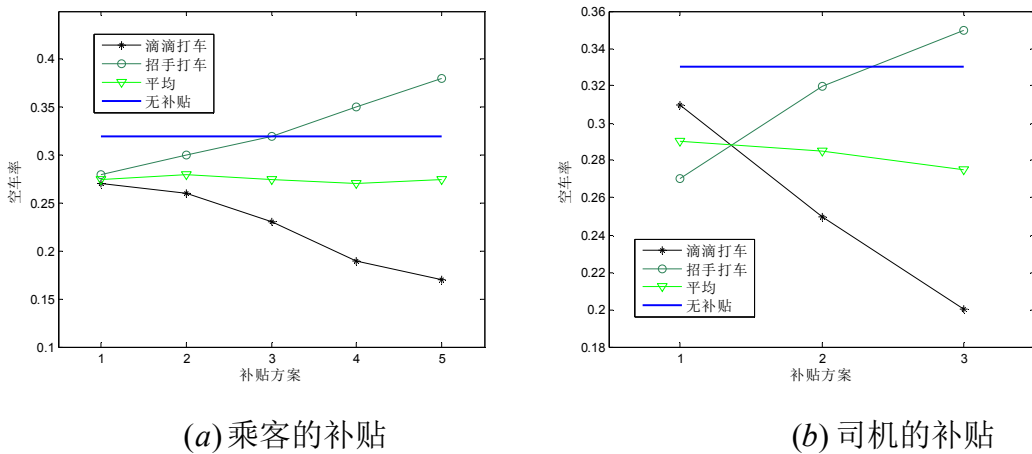 滴滴打车
招手打车
平均
无补贴
0.4
0.35
0.3
0.25
0.2
0.15
0.1
空车率
1 2 3 4 5
补贴方案
(a) 乘客的补贴
0.36
0.34
0.32
0.3
0.28
0.26
0.24
0.22
0.2
0.18
空车率
滴滴打车
招手打车
平均
无补贴
1 2 3
补贴方案
(b) 司机的补贴